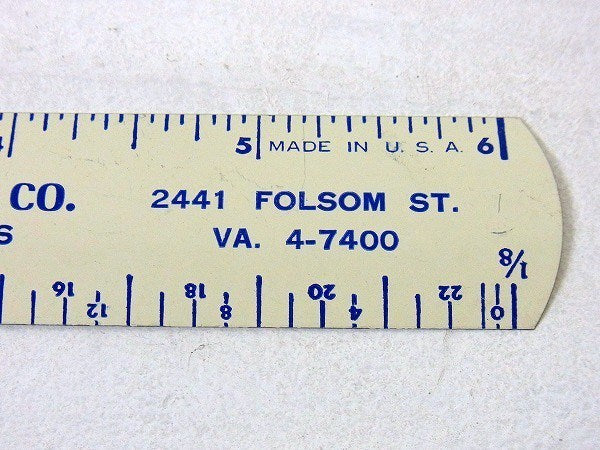 5 MADE IN U. S. A. 6
CO. 2441 FOLSOM ST.
S VA. 4-7400
1/8
16 12 18 8 20 4 22 0